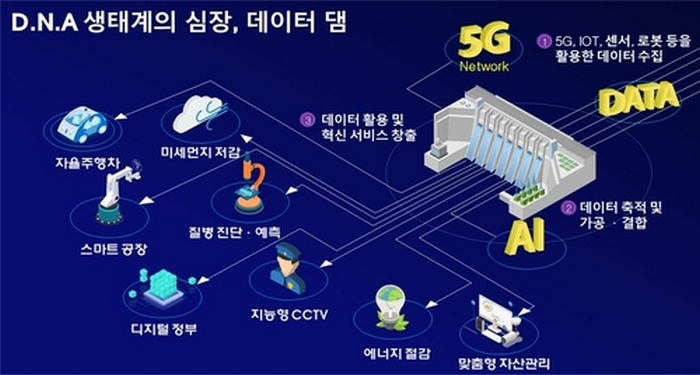 D.N.A 생태계의 심장, 데이터 댐
5G
Network
① 5G, IOT, 센서, 로봇 등을
활용한 데이터 수집
DATA
③ 데이터 활용 및
혁신 서비스 창출
자율주행차
미세먼지 저감
② 데이터 축적 및
가공 · 결합
AI
스마트 공장
질병 진단 · 예측
디지털 정부
지능형 CCTV
에너지 절감
맞춤형 자산관리